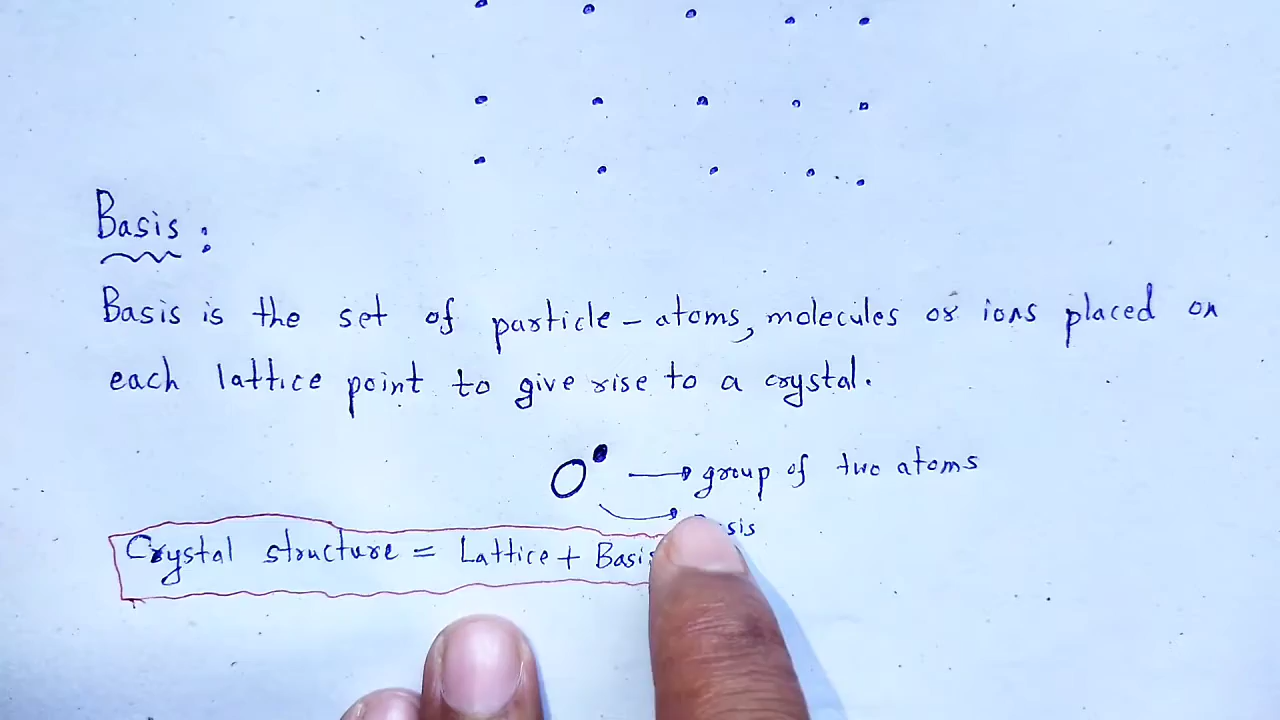 Basis :
Basis is the set of particle - atoms, molecules or ions placed on
each lattice point to give rise to a crystal.
→ group of two atoms
Crystal structure = Lattice + Basis